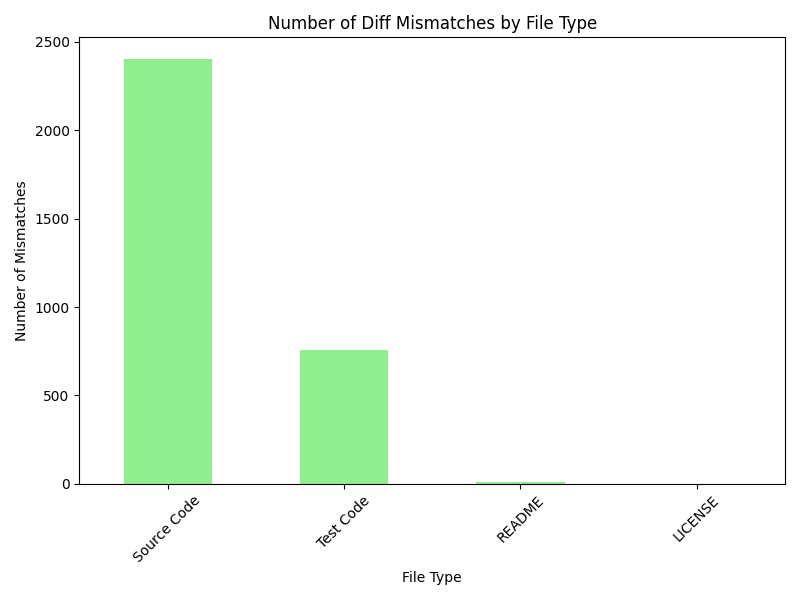 Number of Diff Mismatches by File Type
2500
2000
1500
1000
500
0
Number of Mismatches
Source Code
Test Code
README
LICENSE
File Type